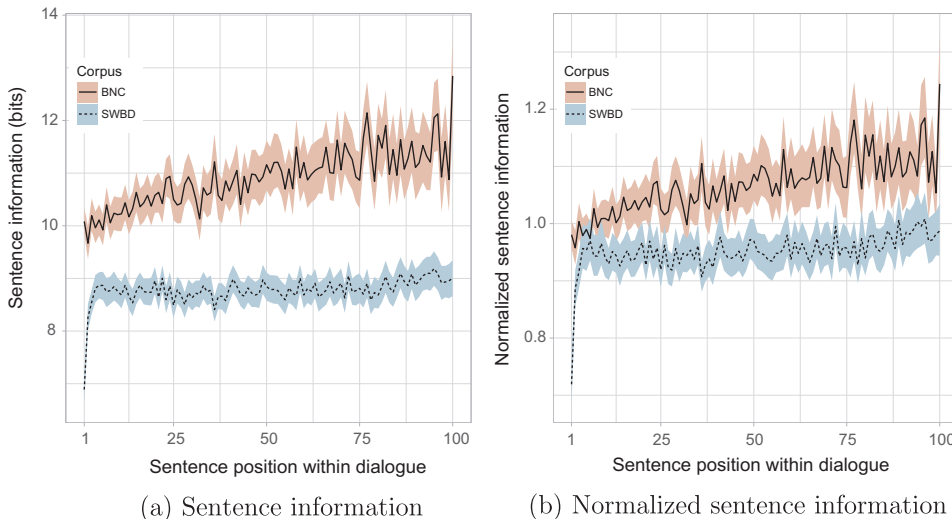 14
12
10
8
Sentence information (bits)
Corpus
BNC
SWBD
1
25
50
75
100
Sentence position within dialogue
(a) Sentence information
1.2
1.0
0.8
Normalized sentence information
Corpus
BNC
SWBD
1
25
50
75
100
Sentence position within dialogue
(b) Normalized sentence information